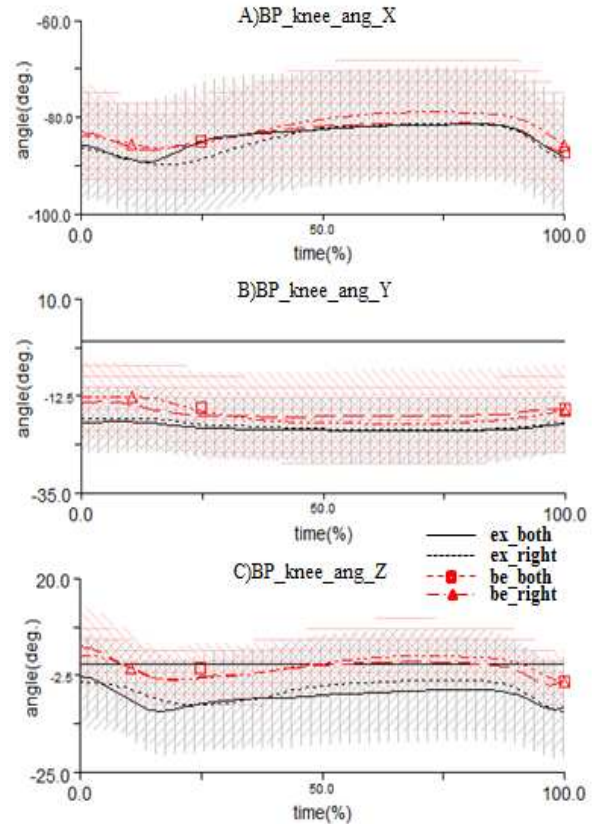 A)BP_knee_ang_X
-60.0
angle(deg.)
-80.0
-100.0
0.0
50.0
100.0
time(%)
B)BP_knee_ang_Y
10.0
angle(deg.)
-12.5
-35.0
0.0
50.0
100.0
time(%)
ex_both
ex_right
be_both
be_right
C)BP_knee_ang_Z
20.0
angle(deg.)
-2.5
-25.0
0.0
50.0
100.0
time(%)